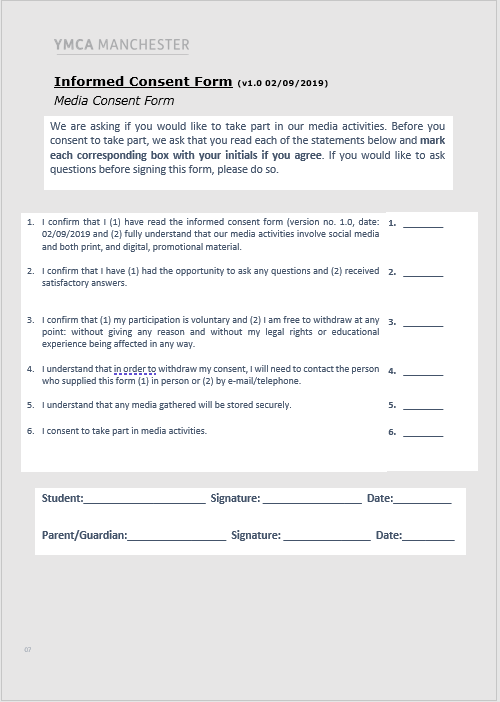 YMCA MANCHESTER
Informed Consent Form (v1.0 02/09/2019)
Media Consent Form
We are asking if you would like to take part in our media activities. Before you
consent to take part, we ask that you read each of the statements below and mark
each corresponding box with your initials if you agree. If you would like to ask
questions before signing this form, please do so.
1. I confirm that I (1) have read the informed consent form (version no. 1.0, date: 1. ________
02/09/2019 and (2) fully understand that our media activities involve social media
and both print, and digital, promotional material.
2. I confirm that I have (1) had the opportunity to ask any questions and (2) received 2. ________
satisfactory answers.
3. I confirm that (1) my participation is voluntary and (2) I am free to withdraw at any 3. ________
point: without giving any reason and without my legal rights or educational
experience being affected in any way.
4. I understand that in order to withdraw my consent, I will need to contact the person 4. ________
who supplied this form (1) in person or (2) by e-mail/telephone.
5. I understand that any media gathered will be stored securely. 5. ________
6. I consent to take part in media activities. 6. ________
Student:_____________________ Signature: _________________ Date:__________
Parent/Guardian:_________________ Signature: _______________ Date:_________
07